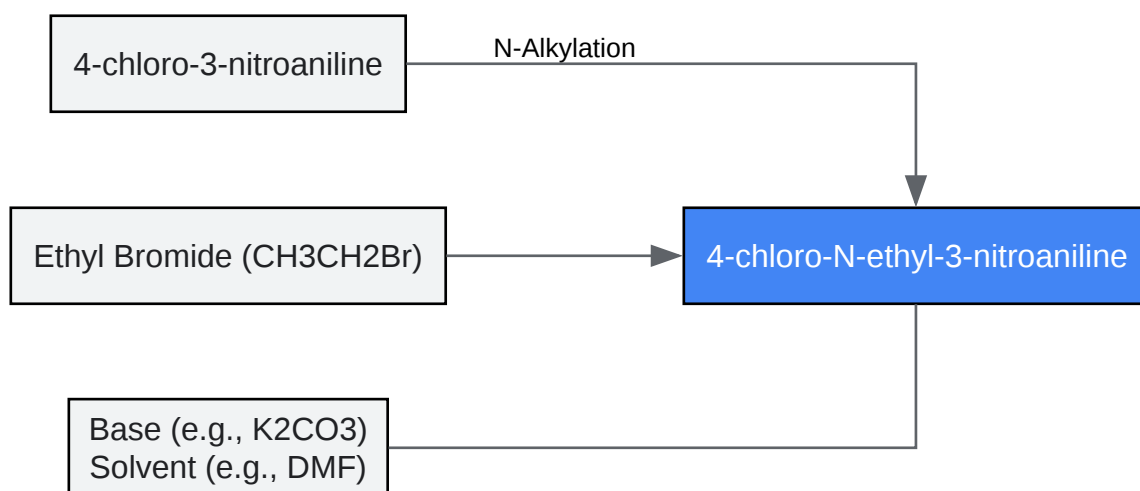 4-chloro-3-nitroaniline
N-Alkylation
Ethyl Bromide (CH3CH2Br)
4-chloro-N-ethyl-3-nitroaniline
Base (e.g., K2CO3)
Solvent (e.g., DMF)